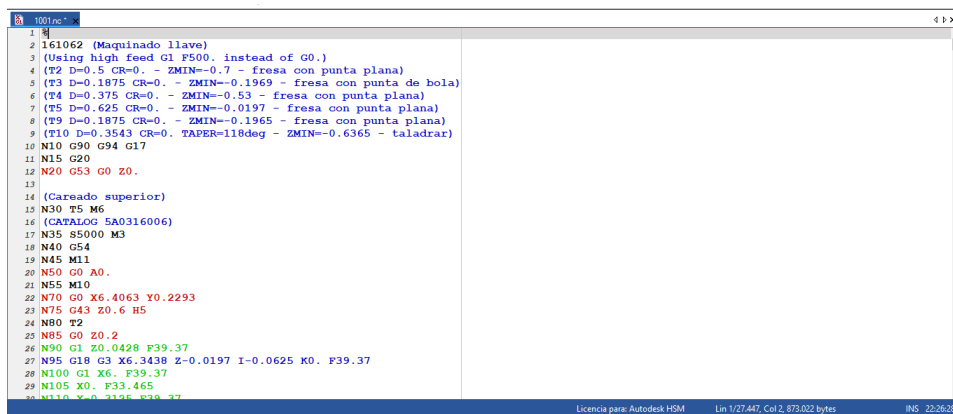 1001.nc *
1 %
2 161062 (Maquinado llave)
3 (Using high feed G1 F500. instead of G0.)
4 (T2 D=0.5 CR=0. - ZMIN=-0.7 - fresa con punta plana)
5 (T3 D=0.1875 CR=0. - ZMIN=-0.1969 - fresa con punta de bola)
6 (T4 D=0.375 CR=0. - ZMIN=-0.53 - fresa con punta plana)
7 (T5 D=0.625 CR=0. - ZMIN=-0.0197 - fresa con punta plana)
8 (T9 D=0.1875 CR=0. - ZMIN=-0.1965 - fresa con punta plana)
9 (T10 D=0.3543 CR=0. TAPER=118deg - ZMIN=-0.6365 - taladrar)
10 N10 G90 G94 G17
11 N15 G20
12 N20 G53 G0 Z0.
13
14 (Careado superior)
15 N30 T5 M6
16 (CATALOG 5A0316006)
17 N35 S5000 M3
18 N40 G54
19 N45 M11
20 N50 G0 A0.
21 N55 M10
22 N70 G0 X6.4063 Y0.2293
23 N75 G43 Z0.6 H5
24 N80 T2
25 N85 G0 Z0.2
26 N90 G1 Z0.0428 F39.37
27 N95 G18 G3 X6.3438 Z-0.0197 I-0.0625 K0. F39.37
28 N100 G1 X6. F39.37
29 N105 X0. F33.465
30 N110 X-0.3125 F39.37
Licencia para: Autodesk HSM Lin 1/27.447, Col 2, 873.022 bytes INS 22:26:28